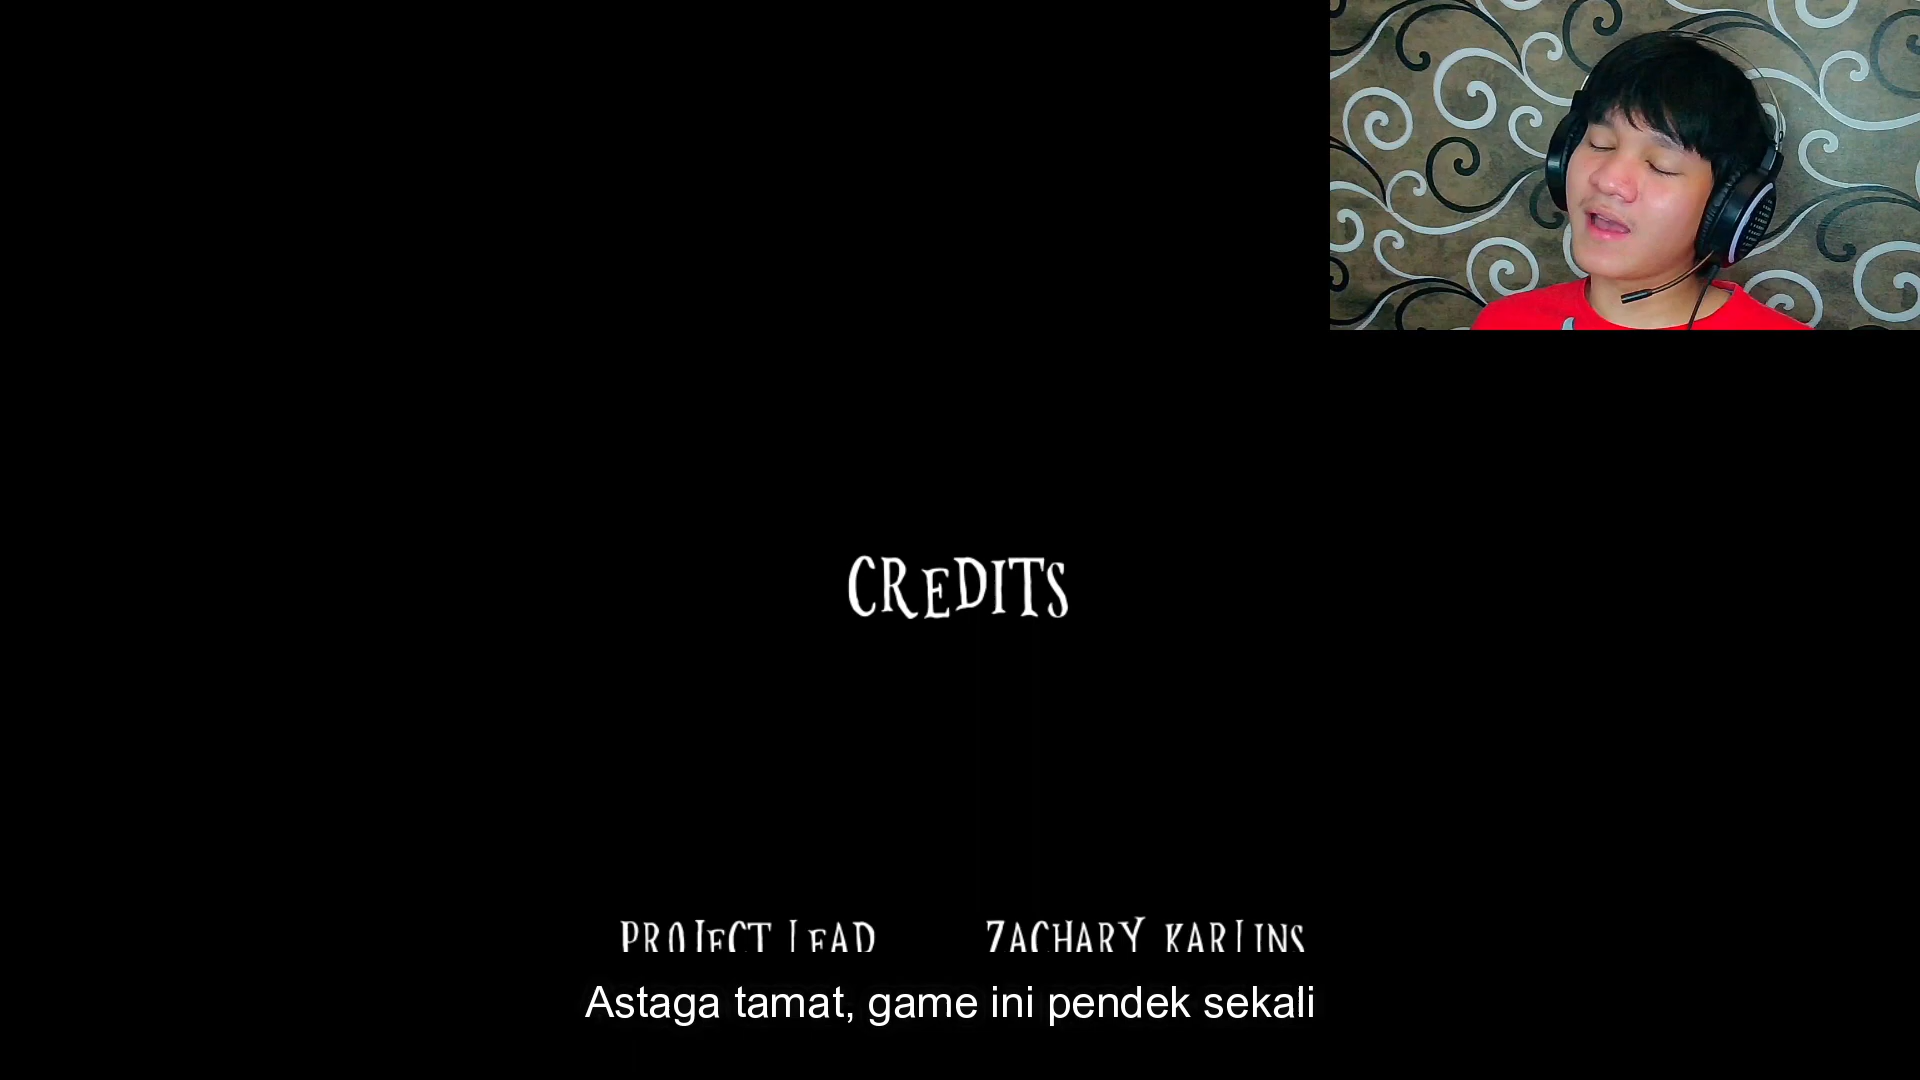 CREDITS
PROJECT LEAD ZACHARY KARLINS
Astaga tamat, game ini pendek sekali